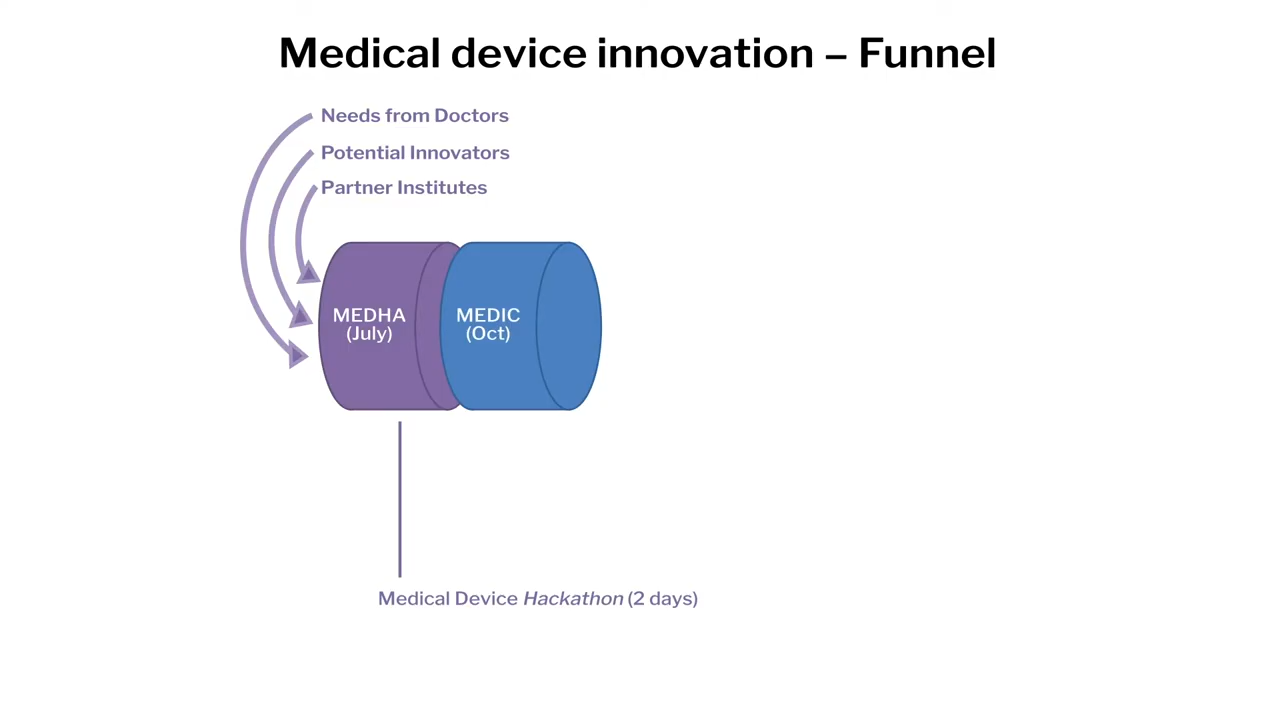 Medical device innovation – Funnel
Needs from Doctors
Potential Innovators
Partner Institutes
MEDHA
(July)
MEDIC
(Oct)
Medical Device Hackathon (2 days)